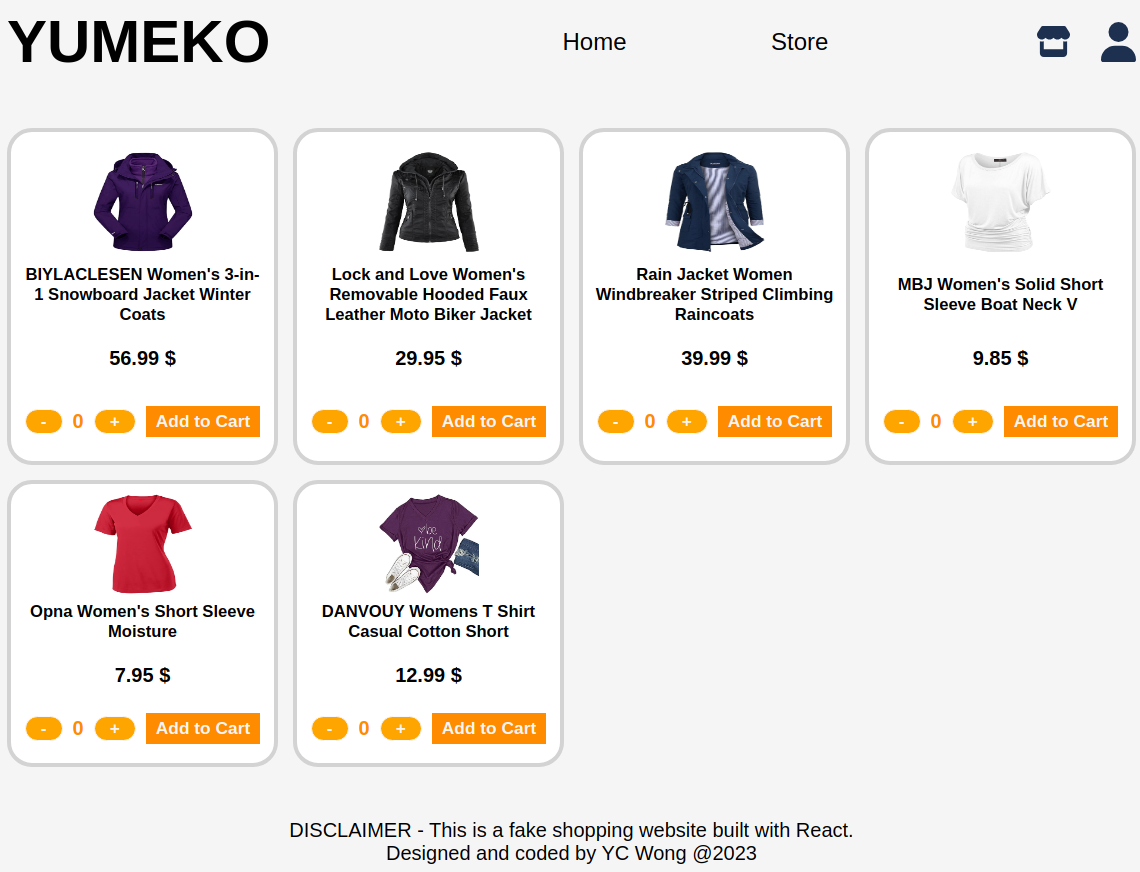 YUMEKO
Home
Store
BIYLACLESEN Women's 3-in-
1 Snowboard Jacket Winter
Coats
56.99 $
- 0 + Add to Cart
Lock and Love Women's
Removable Hooded Faux
Leather Moto Biker Jacket
29.95 $
- 0 + Add to Cart
Rain Jacket Women
Windbreaker Striped Climbing
Raincoats
39.99 $
- 0 + Add to Cart
MBJ Women's Solid Short
Sleeve Boat Neck V
9.85 $
- 0 + Add to Cart
Opna Women's Short Sleeve
Moisture
7.95 $
- 0 + Add to Cart
be
kind
DANVOUY Womens T Shirt
Casual Cotton Short
12.99 $
- 0 + Add to Cart
DISCLAIMER - This is a fake shopping website built with React.
Designed and coded by YC Wong @2023